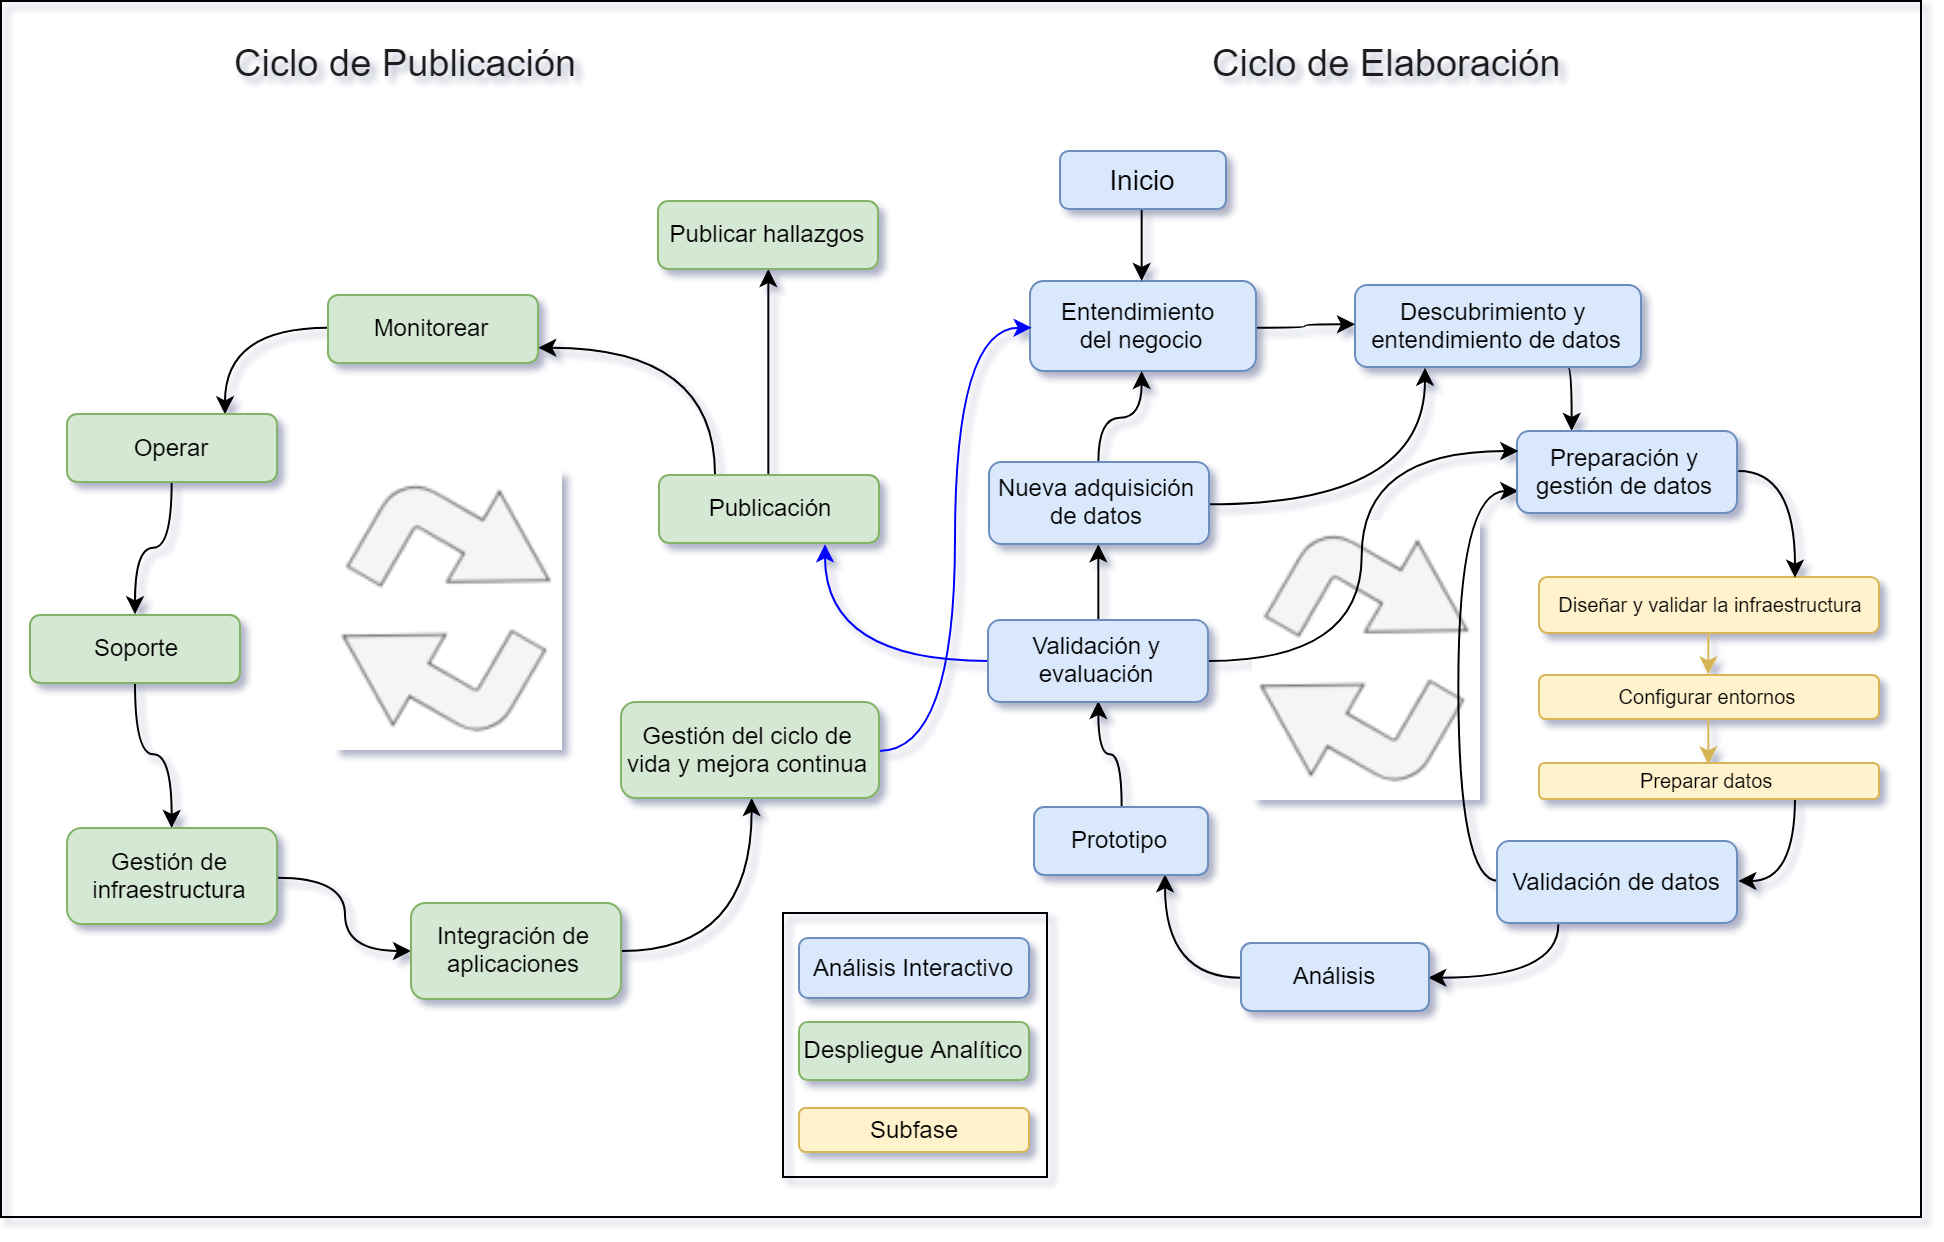 Ciclo de Publicación
Ciclo de Elaboración
Inicio
Publicar hallazgos
Monitorear
Entendimiento
del negocio
Descubrimiento y
entendimiento de datos
Operar
Publicación
Nueva adquisición
de datos
Preparación y
gestión de datos
Diseñar y validar la infraestructura
Soporte
Validación y
evaluación
Configurar entornos
Gestión del ciclo de
vida y mejora continua
Preparar datos
Prototipo
Gestión de
infraestructura
Validación de datos
Integración de
aplicaciones
Análisis
Análisis Interactivo
Despliegue Analítico
Subfase